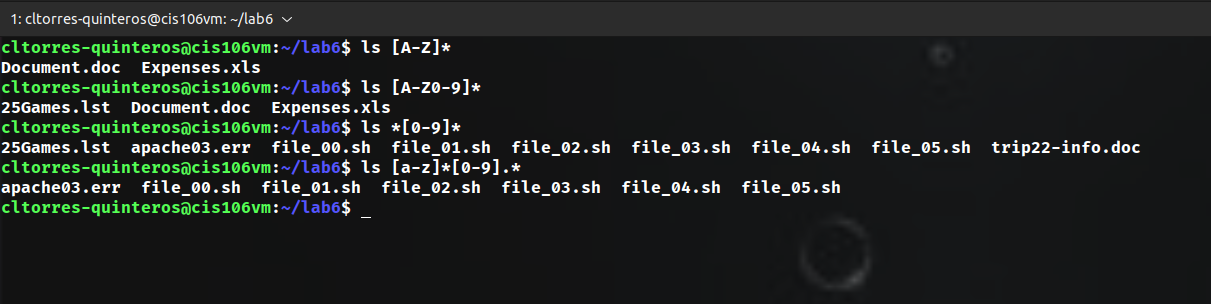 1: cltorres-quinteros@cis106vm: ~/lab6
cltorres-quinteros@cis106vm:~/lab6$ ls [A-Z]*
Document.doc  Expenses.xls
cltorres-quinteros@cis106vm:~/lab6$ ls [A-Z0-9]*
25Games.lst  Document.doc  Expenses.xls
cltorres-quinteros@cis106vm:~/lab6$ ls *[0-9]*
25Games.lst  apache03.err  file_00.sh  file_01.sh  file_02.sh  file_03.sh  file_04.sh  file_05.sh  trip22-info.doc
cltorres-quinteros@cis106vm:~/lab6$ ls [a-z]*[0-9].*
apache03.err  file_00.sh  file_01.sh  file_02.sh  file_03.sh  file_04.sh  file_05.sh
cltorres-quinteros@cis106vm:~/lab6$ _